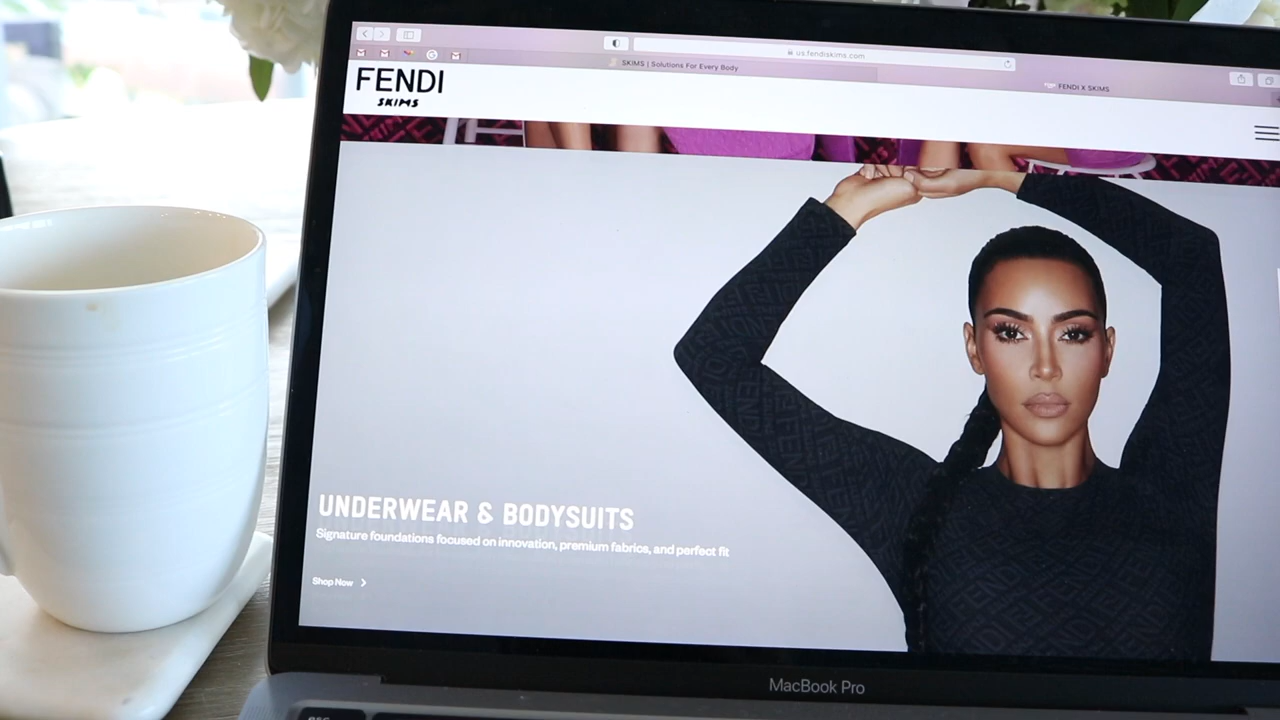 us.fendiskims.com
SKIMS | Solutions For Every Body
FENDI X SKIMS
FENDI
SKIMS
UNDERWEAR & BODYSUITS
Signature foundations focused on innovation, premium fabrics, and perfect fit
Shop Now
MacBook Pro
esc